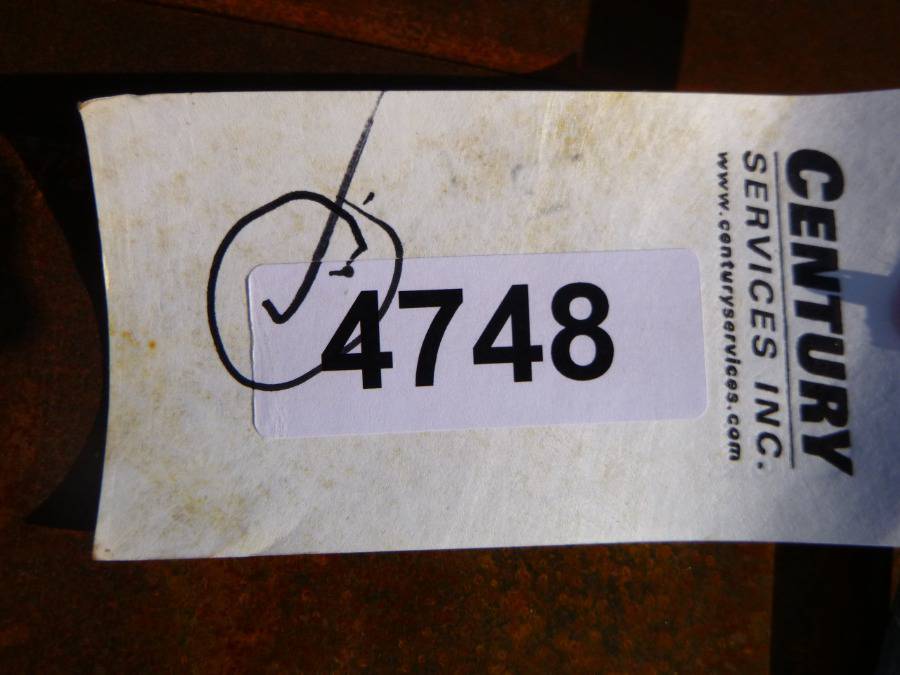 4748
CENTURY
SERVICES INC.
www.centuryservices.com